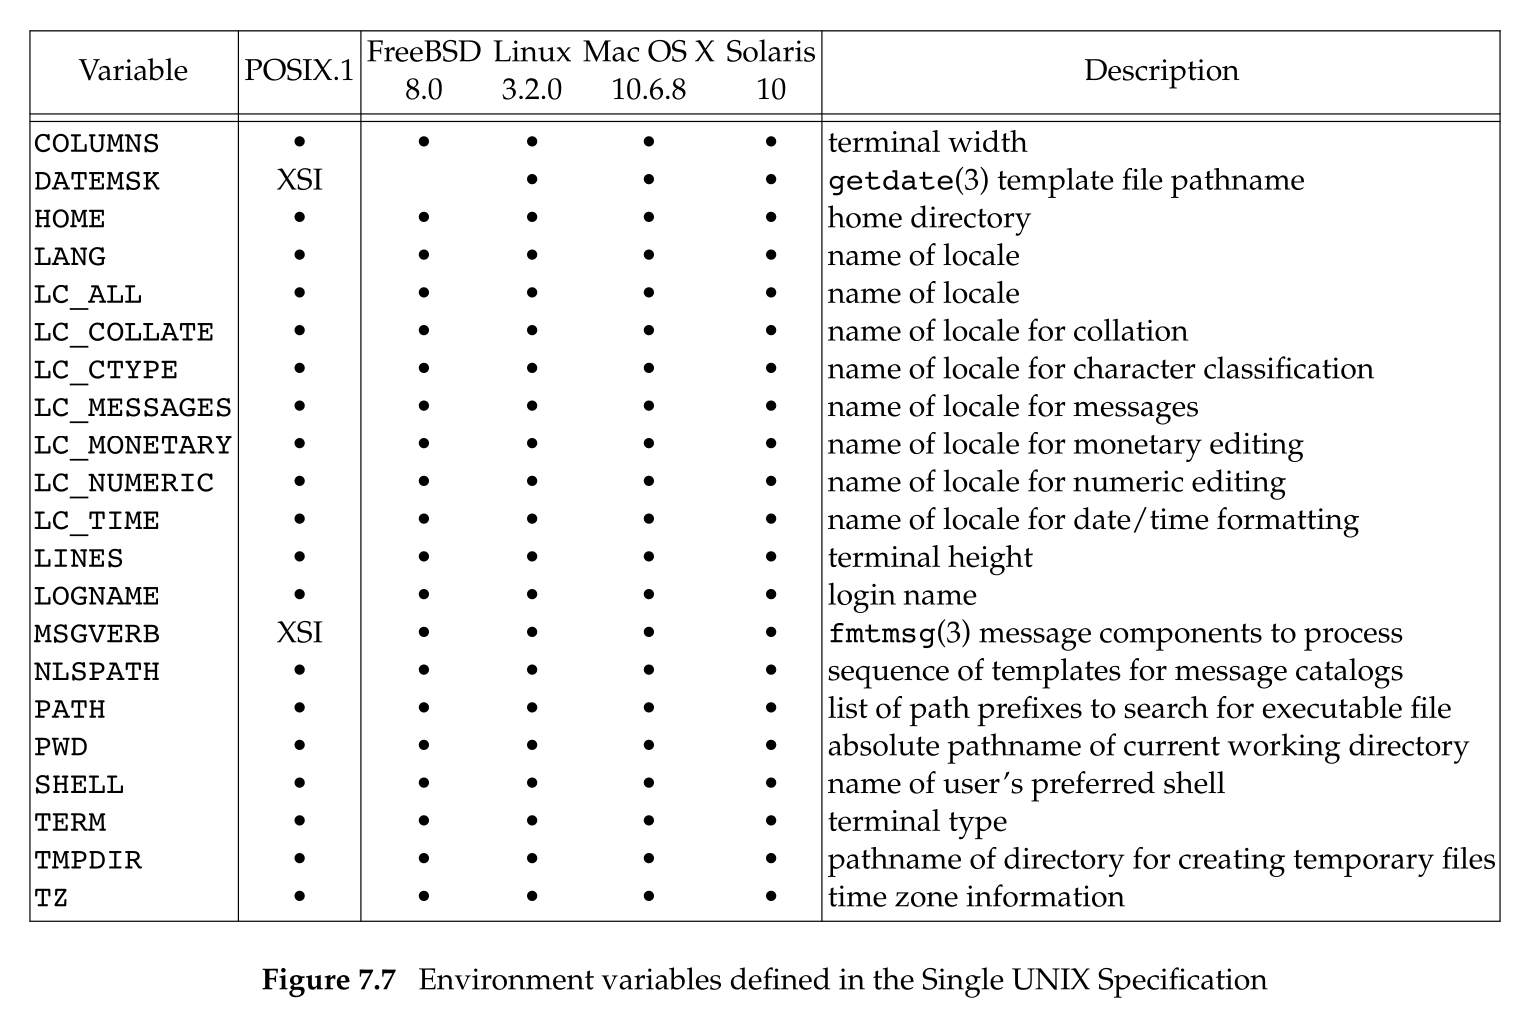 Variable POSIX.1 FreeBSD 8.0 Linux 3.2.0 Mac OS X 10.6.8 Solaris 10 Description
COLUMNS • • • • • terminal width
DATEMSK XSI • • • getdate(3) template file pathname
HOME • • • • • home directory
LANG • • • • • name of locale
LC_ALL • • • • • name of locale
LC_COLLATE • • • • • name of locale for collation
LC_CTYPE • • • • • name of locale for character classification
LC_MESSAGES • • • • • name of locale for messages
LC_MONETARY • • • • • name of locale for monetary editing
LC_NUMERIC • • • • • name of locale for numeric editing
LC_TIME • • • • • name of locale for date/time formatting
LINES • • • • • terminal height
LOGNAME • • • • • login name
MSGVERB XSI • • • • fmtmsg(3) message components to process
NLSPATH • • • • • sequence of templates for message catalogs
PATH • • • • • list of path prefixes to search for executable file
PWD • • • • • absolute pathname of current working directory
SHELL • • • • • name of user's preferred shell
TERM • • • • • terminal type
TMPDIR • • • • • pathname of directory for creating temporary files
TZ • • • • • time zone information
Figure 7.7 Environment variables defined in the Single UNIX Specification